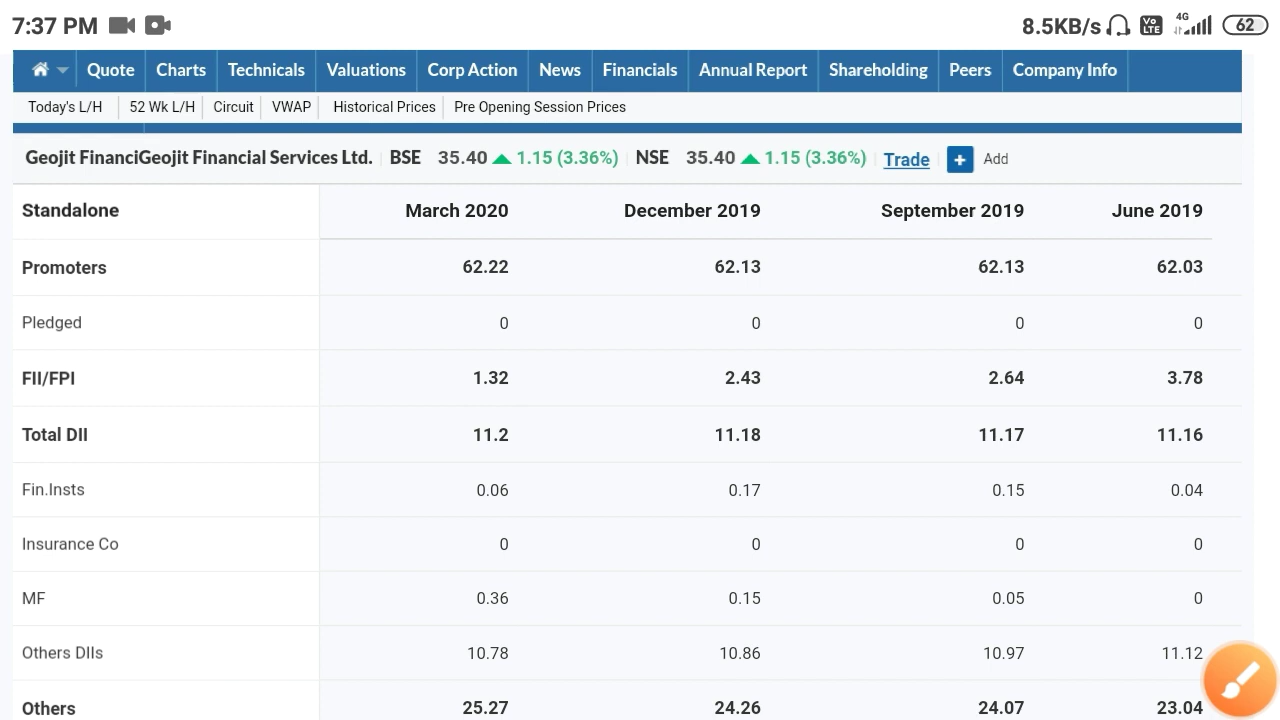 7:37 PM 8.5KB/s Vo LTE 4G 62
Quote Charts Technicals Valuations Corp Action News Financials Annual Report Shareholding Peers Company Info
Today's L/H 52 Wk L/H Circuit VWAP Historical Prices Pre Opening Session Prices
Geojit FinanciGeojit Financial Services Ltd. BSE 35.40 1.15 (3.36%) NSE 35.40 1.15 (3.36%) Trade + Add
Standalone March 2020 December 2019 September 2019 June 2019
Promoters 62.22 62.13 62.13 62.03
Pledged 0 0 0 0
FII/FPI 1.32 2.43 2.64 3.78
Total DII 11.2 11.18 11.17 11.16
Fin.Insts 0.06 0.17 0.15 0.04
Insurance Co 0 0 0 0
MF 0.36 0.15 0.05 0
Others DIIs 10.78 10.86 10.97 11.12
Others 25.27 24.26 24.07 23.04